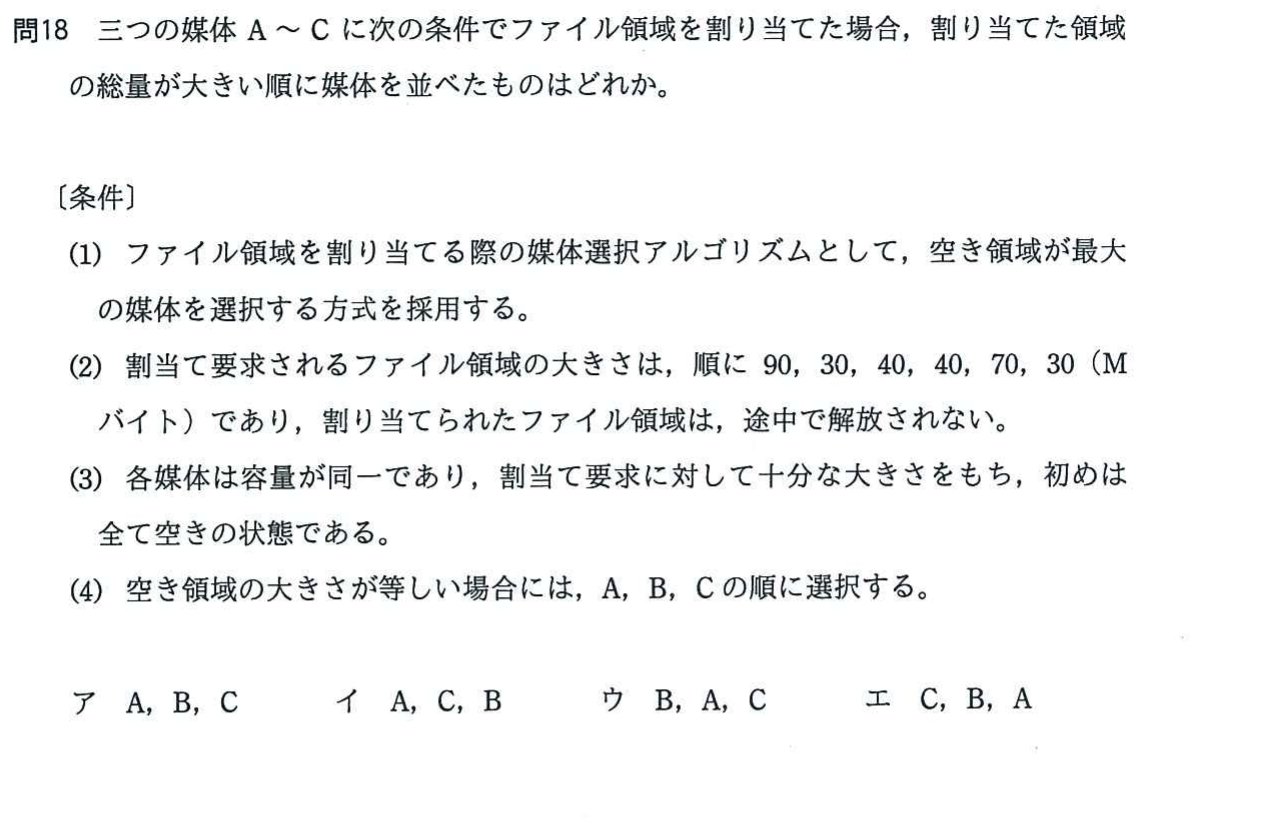 問18 三つの媒体 A ～ C に次の条件でファイル領域を割り当てた場合，割り当てた領域
の総量が大きい順に媒体を並べたものはどれか。
〔条件〕
(1) ファイル領域を割り当てる際の媒体選択アルゴリズムとして，空き領域が最大
の媒体を選択する方式を採用する。
(2) 割当て要求されるファイル領域の大きさは，順に 90，30，40，40，70，30（M
バイト）であり，割り当てられたファイル領域は，途中で解放されない。
(3) 各媒体は容量が同一であり，割当て要求に対して十分な大きさをもち，初めは
全て空きの状態である。
(4) 空き領域の大きさが等しい場合には，A，B，C の順に選択する。
ア A，B，C イ A，C，B ウ B，A，C エ C，B，A